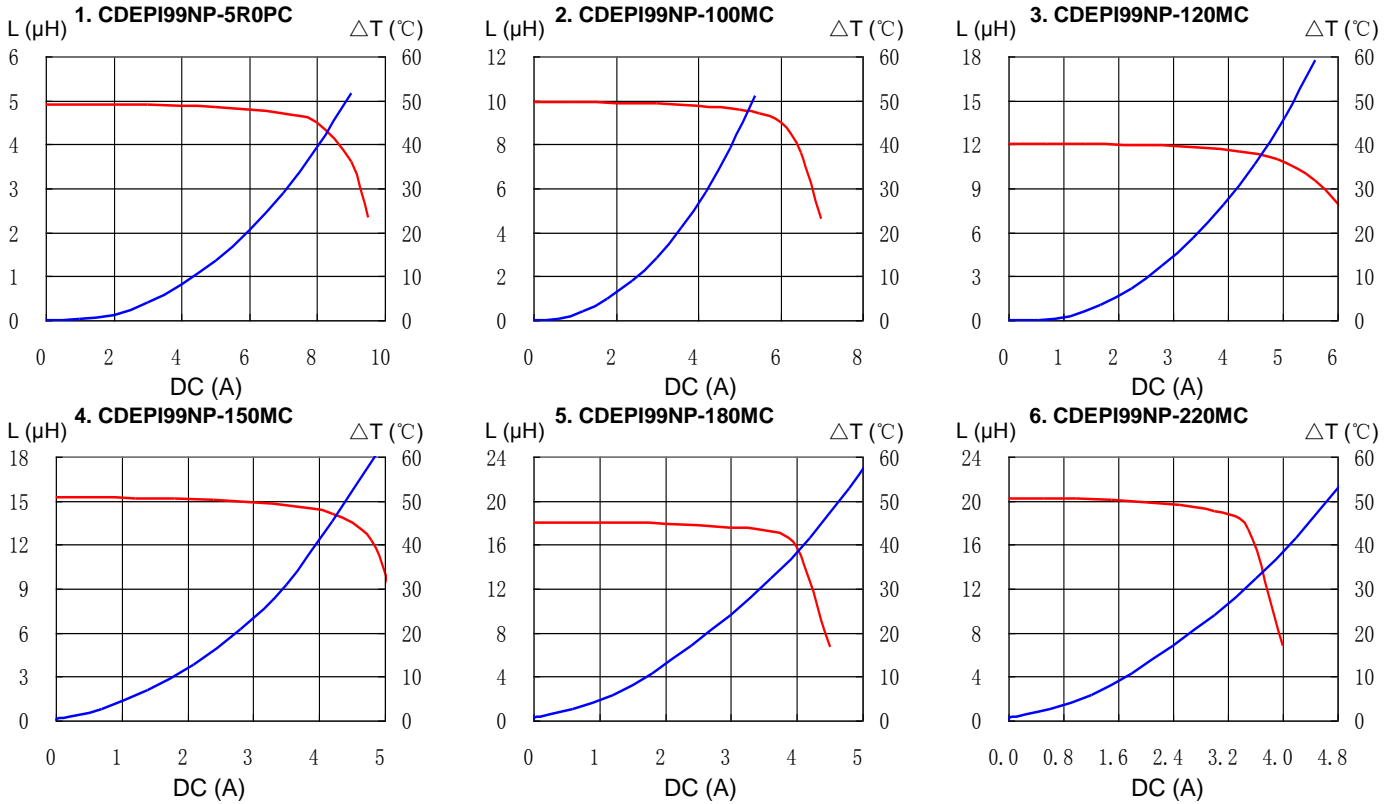 1. CDEPI99NP-5R0PC
L (µH) △T (℃)
6 60
5 50
4 40
3 30
2 20
1 10
0 0
0 2 4 6 8 10
DC (A)
2. CDEPI99NP-100MC
L (µH) △T (℃)
12 60
10 50
8 40
6 30
4 20
2 10
0 0
0 2 4 6 8
DC (A)
3. CDEPI99NP-120MC
L (µH) △T (℃)
18 60
15 50
12 40
9 30
6 20
3 10
0 0
0 1 2 3 4 5 6
DC (A)
4. CDEPI99NP-150MC
L (µH) △T (℃)
18 60
15 50
12 40
9 30
6 20
3 10
0 0
0 1 2 3 4 5
DC (A)
5. CDEPI99NP-180MC
L (µH) △T (℃)
24 60
20 50
16 40
12 30
8 20
4 10
0 0
0 1 2 3 4 5
DC (A)
6. CDEPI99NP-220MC
L (µH) △T (℃)
24 60
20 50
16 40
12 30
8 20
4 10
0 0
0.0 0.8 1.6 2.4 3.2 4.0 4.8
DC (A)